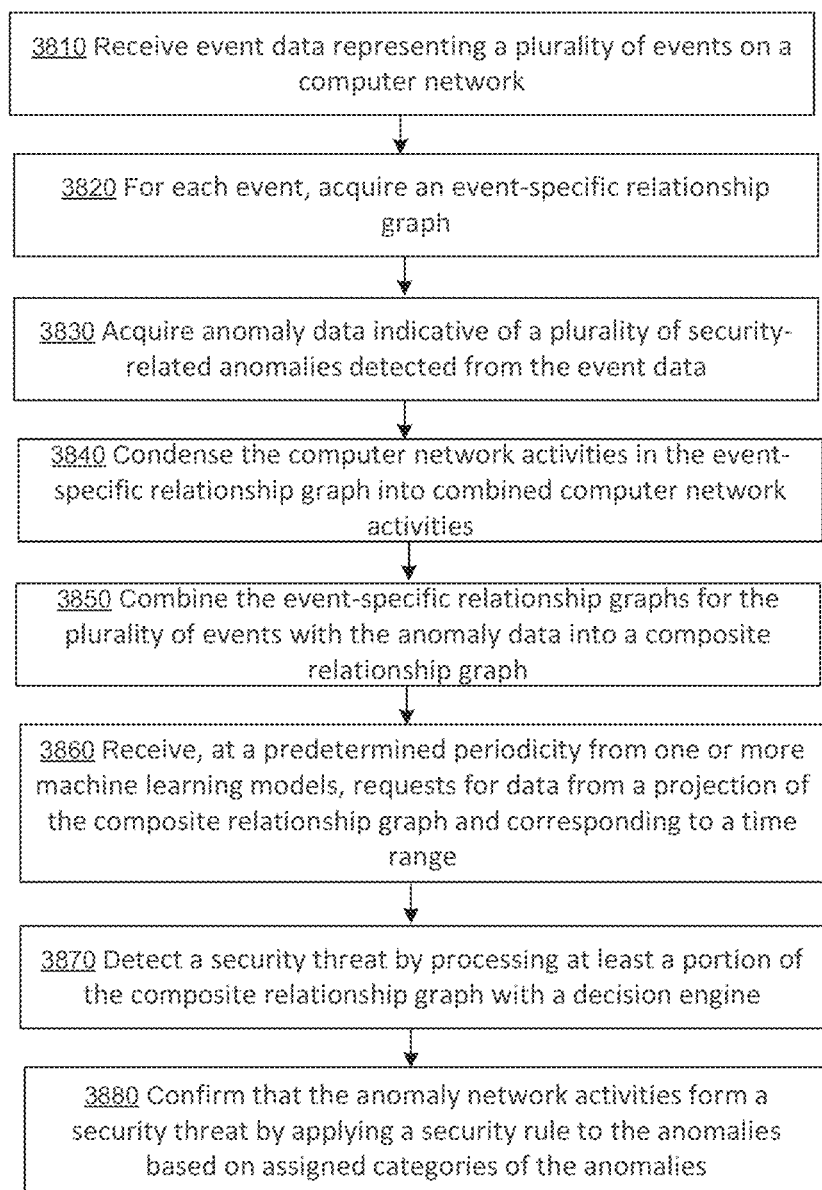 3810 Receive event data representing a plurality of events on a
computer network
3820 For each event, acquire an event-specific relationship
graph
3830 Acquire anomaly data indicative of a plurality of security-
related anomalies detected from the event data
3840 Condense the computer network activities in the event-
specific relationship graph into combined computer network
activities
3850 Combine the event-specific relationship graphs for the
plurality of events with the anomaly data into a composite
relationship graph
3860 Receive, at a predetermined periodicity from one or more
machine learning models, requests for data from a projection of
the composite relationship graph and corresponding to a time
range
3870 Detect a security threat by processing at least a portion of
the composite relationship graph with a decision engine
3880 Confirm that the anomaly network activities form a
security threat by applying a security rule to the anomalies
based on assigned categories of the anomalies